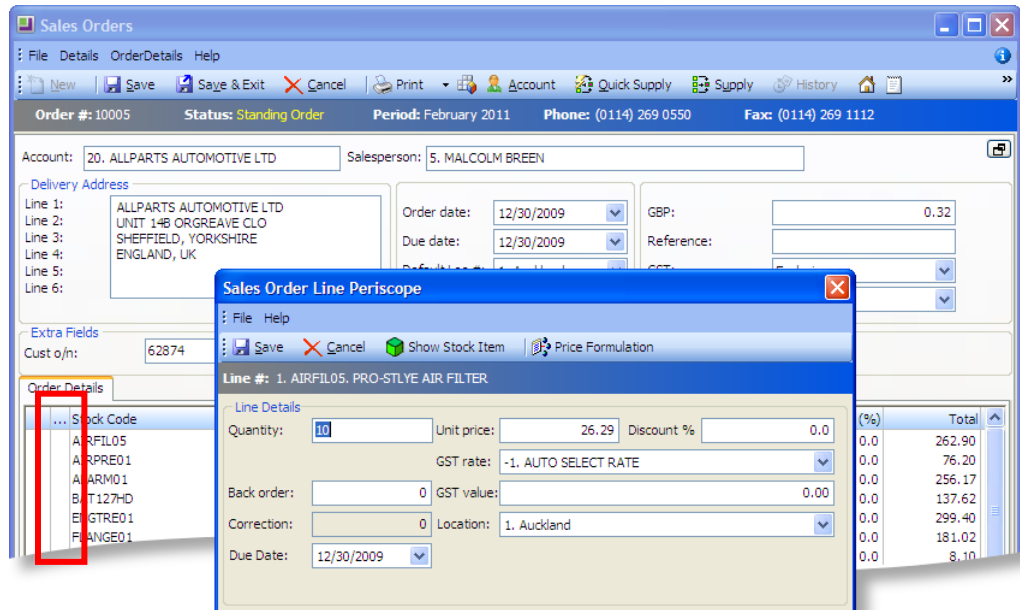 Sales Orders
File Details OrderDetails Help
New Save Save & Exit Cancel Print Account Quick Supply Supply History »
Order #: 10005 Status: Standing Order Period: February 2011 Phone: (0114) 269 0550 Fax: (0114) 269 1112
Account: 20. ALLPARTS AUTOMOTIVE LTD Salesperson: 5. MALCOLM BREEN
Delivery Address
Line 1: ALLPARTS AUTOMOTIVE LTD
Line 2: UNIT 14B ORGREAVE CLO
Line 3: SHEFFIELD, YORKSHIRE
Line 4: ENGLAND, UK
Line 5:
Line 6:
Order date: 12/30/2009 GBP: 0.32
Due date: 12/30/2009 Reference:
Extra Fields
Cust o/n: 62874
Order Details
... Stock Code (%) Total
AIRFIL05 0.0 262.90
AIRPRE01 0.0 76.20
ALARM01 0.0 256.17
BAT127HD 0.0 137.62
ENGTRE01 0.0 299.40
FLANGE01 0.0 181.02
0.0 8.10
Sales Order Line Periscope
File Help
Save Cancel Show Stock Item Price Formulation
Line #: 1. AIRFIL05. PRO-STLYE AIR FILTER
Line Details
Quantity: 10 Unit price: 26.29 Discount % 0.0
GST rate: -1. AUTO SELECT RATE
Back order: 0 GST value: 0.00
Correction: 0 Location: 1. Auckland
Due Date: 12/30/2009